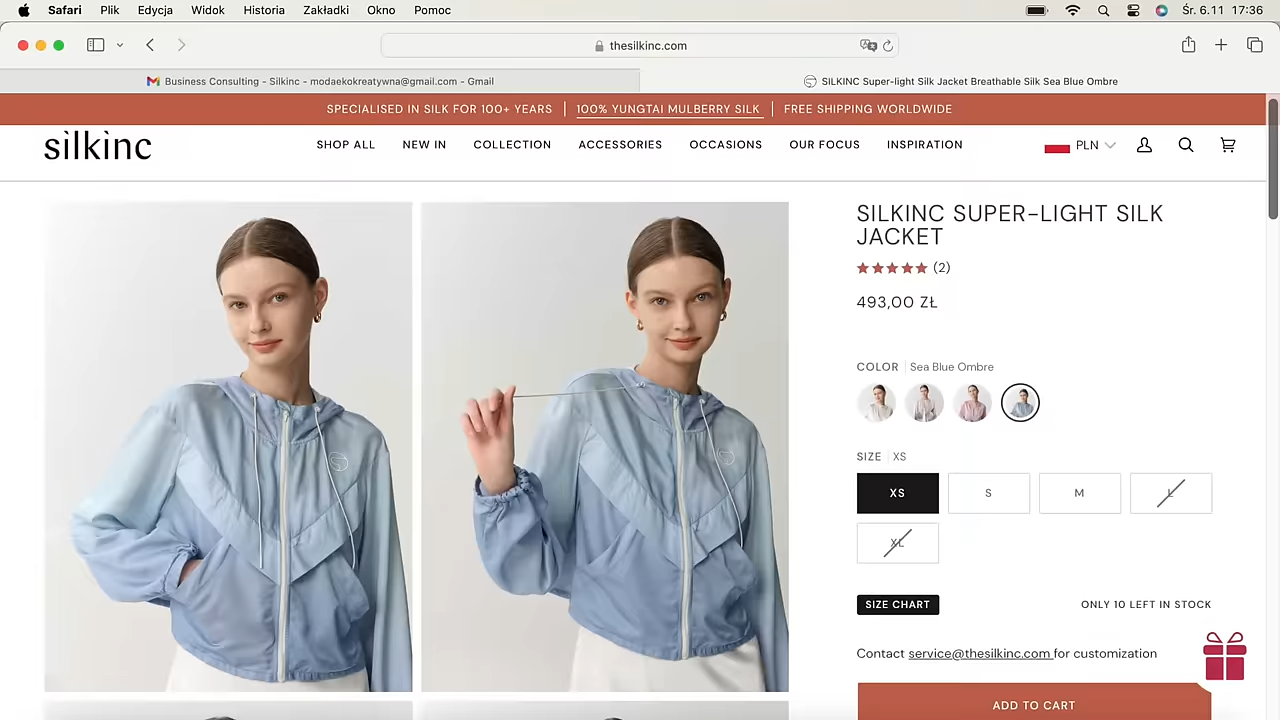 Safari Plik Edycja Widok Historia Zakładki Okno Pomoc Śr. 6.11 17:36
thesilkinc.com
Business Consulting - Silkinc - modaekokreatywna@gmail.com - Gmail
SILKINC Super-light Silk Jacket Breathable Silk Sea Blue Ombre
SPECIALISED IN SILK FOR 100+ YEARS | 100% YUNGTAI MULBERRY SILK | FREE SHIPPING WORLDWIDE
silkinc
SHOP ALL NEW IN COLLECTION ACCESSORIES OCCASIONS OUR FOCUS INSPIRATION
PLN
SILKINC SUPER-LIGHT SILK
JACKET
(2)
493,00 ZŁ
COLOR | Sea Blue Ombre
SIZE | XS
XS S M L
XL
SIZE CHART ONLY 10 LEFT IN STOCK
Contact service@thesilkinc.com for customization
ADD TO CART